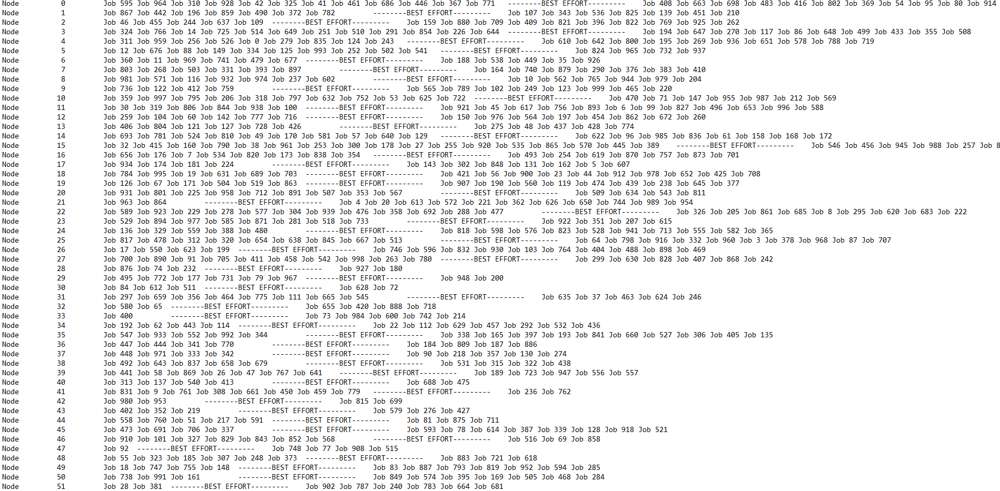 Node 0 Job 595 Job 964 Job 310 Job 928 Job 42 Job 325 Job 41 Job 461 Job 686 Job 446 Job 367 Job 771 --------BEST EFFORT--------- Job 408 Job 663 Job 698 Job 483 Job 416 Job 802 Job 369 Job 54 Job 95 Job 80 Job 914
Node 1 Job 867 Job 442 Job 196 Job 859 Job 490 Job 372 Job 782 --------BEST EFFORT--------- Job 107 Job 343 Job 536 Job 825 Job 139 Job 451 Job 210
Node 2 Job 46 Job 455 Job 244 Job 637 Job 109 --------BEST EFFORT--------- Job 159 Job 880 Job 709 Job 409 Job 821 Job 396 Job 822 Job 769 Job 925 Job 262
Node 3 Job 324 Job 766 Job 14 Job 725 Job 514 Job 649 Job 251 Job 510 Job 291 Job 854 Job 226 Job 644 --------BEST EFFORT--------- Job 194 Job 647 Job 270 Job 117 Job 86 Job 648 Job 499 Job 433 Job 355 Job 508
Node 4 Job 311 Job 959 Job 256 Job 526 Job 0 Job 279 Job 835 Job 124 Job 243 --------BEST EFFORT--------- Job 610 Job 642 Job 800 Job 195 Job 269 Job 936 Job 651 Job 578 Job 788 Job 719
Node 5 Job 12 Job 676 Job 88 Job 149 Job 334 Job 125 Job 993 Job 252 Job 502 Job 541 --------BEST EFFORT--------- Job 824 Job 965 Job 732 Job 937
Node 6 Job 360 Job 11 Job 969 Job 741 Job 479 Job 677 --------BEST EFFORT--------- Job 188 Job 538 Job 449 Job 35 Job 926
Node 7 Job 803 Job 268 Job 503 Job 331 Job 393 Job 897 --------BEST EFFORT--------- Job 164 Job 740 Job 879 Job 290 Job 376 Job 383 Job 410
Node 8 Job 981 Job 571 Job 116 Job 932 Job 974 Job 237 Job 602 --------BEST EFFORT--------- Job 10 Job 562 Job 765 Job 944 Job 979 Job 204
Node 9 Job 736 Job 122 Job 412 Job 759 --------BEST EFFORT--------- Job 565 Job 789 Job 102 Job 249 Job 123 Job 999 Job 465 Job 220
Node 10 Job 359 Job 997 Job 795 Job 206 Job 318 Job 797 Job 632 Job 752 Job 53 Job 625 Job 722 --------BEST EFFORT--------- Job 470 Job 71 Job 147 Job 955 Job 987 Job 212 Job 569
Node 11 Job 30 Job 319 Job 806 Job 844 Job 938 Job 100 --------BEST EFFORT--------- Job 921 Job 45 Job 617 Job 756 Job 893 Job 6 Job 99 Job 827 Job 496 Job 653 Job 996 Job 588
Node 12 Job 259 Job 104 Job 60 Job 142 Job 777 Job 716 --------BEST EFFORT--------- Job 150 Job 976 Job 564 Job 197 Job 454 Job 862 Job 672 Job 260
Node 13 Job 406 Job 804 Job 121 Job 127 Job 728 Job 426 --------BEST EFFORT--------- Job 275 Job 48 Job 437 Job 428 Job 774
Node 14 Job 693 Job 781 Job 524 Job 810 Job 49 Job 170 Job 581 Job 57 Job 640 Job 129 --------BEST EFFORT--------- Job 622 Job 96 Job 985 Job 836 Job 61 Job 158 Job 168 Job 172
Node 15 Job 32 Job 415 Job 160 Job 790 Job 38 Job 961 Job 253 Job 300 Job 178 Job 27 Job 255 Job 920 Job 535 Job 865 Job 570 Job 445 Job 389 --------BEST EFFORT--------- Job 546 Job 456 Job 945 Job 988 Job 257 Job 8
Node 16 Job 656 Job 176 Job 7 Job 534 Job 820 Job 173 Job 838 Job 354 --------BEST EFFORT--------- Job 493 Job 254 Job 619 Job 870 Job 757 Job 873 Job 701
Node 17 Job 934 Job 174 Job 181 Job 224 --------BEST EFFORT--------- Job 143 Job 302 Job 848 Job 131 Job 162 Job 5 Job 607
Node 18 Job 784 Job 995 Job 19 Job 631 Job 689 Job 703 --------BEST EFFORT--------- Job 421 Job 56 Job 900 Job 23 Job 44 Job 912 Job 978 Job 652 Job 425 Job 708
Node 19 Job 126 Job 67 Job 171 Job 504 Job 519 Job 863 --------BEST EFFORT--------- Job 907 Job 190 Job 560 Job 119 Job 474 Job 439 Job 238 Job 645 Job 377
Node 20 Job 931 Job 801 Job 225 Job 958 Job 712 Job 891 Job 507 Job 353 Job 567 --------BEST EFFORT--------- Job 509 Job 634 Job 543 Job 811
Node 21 Job 963 Job 864 --------BEST EFFORT--------- Job 4 Job 20 Job 613 Job 572 Job 221 Job 362 Job 626 Job 650 Job 744 Job 989 Job 954
Node 22 Job 589 Job 923 Job 229 Job 278 Job 577 Job 304 Job 939 Job 476 Job 358 Job 692 Job 288 Job 477 --------BEST EFFORT--------- Job 326 Job 205 Job 861 Job 685 Job 8 Job 295 Job 620 Job 683 Job 222
Node 23 Job 529 Job 894 Job 977 Job 585 Job 871 Job 281 Job 518 Job 733 --------BEST EFFORT--------- Job 922 Job 351 Job 207 Job 615
Node 24 Job 136 Job 329 Job 559 Job 388 Job 480 --------BEST EFFORT--------- Job 818 Job 598 Job 576 Job 823 Job 528 Job 941 Job 713 Job 555 Job 582 Job 365
Node 25 Job 817 Job 478 Job 312 Job 320 Job 654 Job 638 Job 845 Job 667 Job 513 --------BEST EFFORT--------- Job 64 Job 798 Job 916 Job 332 Job 960 Job 3 Job 378 Job 968 Job 87 Job 707
Node 26 Job 17 Job 550 Job 623 Job 199 --------BEST EFFORT--------- Job 746 Job 596 Job 832 Job 930 Job 103 Job 764 Job 404 Job 488 Job 898 Job 469
Node 27 Job 700 Job 890 Job 91 Job 705 Job 411 Job 458 Job 542 Job 998 Job 263 Job 780 --------BEST EFFORT--------- Job 299 Job 630 Job 828 Job 407 Job 868 Job 242
Node 28 Job 876 Job 74 Job 232 --------BEST EFFORT--------- Job 927 Job 180
Node 29 Job 495 Job 772 Job 177 Job 731 Job 79 Job 967 --------BEST EFFORT--------- Job 948 Job 200
Node 30 Job 84 Job 612 Job 511 --------BEST EFFORT--------- Job 628 Job 72
Node 31 Job 297 Job 659 Job 356 Job 464 Job 775 Job 111 Job 665 Job 545 --------BEST EFFORT--------- Job 635 Job 37 Job 463 Job 624 Job 246
Node 32 Job 580 Job 65 --------BEST EFFORT--------- Job 655 Job 420 Job 888 Job 718
Node 33 Job 400 --------BEST EFFORT--------- Job 73 Job 984 Job 600 Job 742 Job 214
Node 34 Job 192 Job 62 Job 443 Job 114 --------BEST EFFORT--------- Job 22 Job 112 Job 629 Job 457 Job 292 Job 532 Job 436
Node 35 Job 547 Job 933 Job 552 Job 992 Job 344 --------BEST EFFORT--------- Job 338 Job 165 Job 397 Job 193 Job 841 Job 660 Job 527 Job 306 Job 405 Job 135
Node 36 Job 447 Job 444 Job 341 Job 770 --------BEST EFFORT--------- Job 184 Job 809 Job 187 Job 886
Node 37 Job 448 Job 971 Job 333 Job 342 --------BEST EFFORT--------- Job 90 Job 218 Job 357 Job 130 Job 274
Node 38 Job 492 Job 643 Job 837 Job 658 Job 679 --------BEST EFFORT--------- Job 531 Job 315 Job 322 Job 438
Node 39 Job 441 Job 58 Job 869 Job 26 Job 47 Job 767 Job 641 --------BEST EFFORT--------- Job 189 Job 723 Job 947 Job 556 Job 557
Node 40 Job 313 Job 137 Job 540 Job 413 --------BEST EFFORT--------- Job 688 Job 475
Node 41 Job 831 Job 9 Job 761 Job 308 Job 661 Job 450 Job 459 Job 779 --------BEST EFFORT--------- Job 236 Job 762
Node 42 Job 980 Job 953 --------BEST EFFORT--------- Job 815 Job 699
Node 43 Job 402 Job 352 Job 219 --------BEST EFFORT--------- Job 579 Job 276 Job 427
Node 44 Job 558 Job 760 Job 51 Job 217 Job 591 --------BEST EFFORT--------- Job 81 Job 875 Job 711
Node 45 Job 473 Job 691 Job 706 Job 337 --------BEST EFFORT--------- Job 593 Job 78 Job 614 Job 387 Job 339 Job 128 Job 918 Job 521
Node 46 Job 910 Job 101 Job 327 Job 829 Job 843 Job 852 Job 568 --------BEST EFFORT--------- Job 516 Job 69 Job 858
Node 47 Job 92 --------BEST EFFORT--------- Job 748 Job 77 Job 908 Job 515
Node 48 Job 55 Job 323 Job 185 Job 307 Job 248 Job 373 --------BEST EFFORT--------- Job 883 Job 721 Job 618
Node 49 Job 18 Job 747 Job 755 Job 148 --------BEST EFFORT--------- Job 83 Job 887 Job 793 Job 819 Job 952 Job 594 Job 285
Node 50 Job 738 Job 991 Job 161 --------BEST EFFORT--------- Job 849 Job 574 Job 395 Job 169 Job 505 Job 468 Job 284
Node 51 Job 28 Job 381 --------BEST EFFORT--------- Job 902 Job 787 Job 240 Job 783 Job 664 Job 681